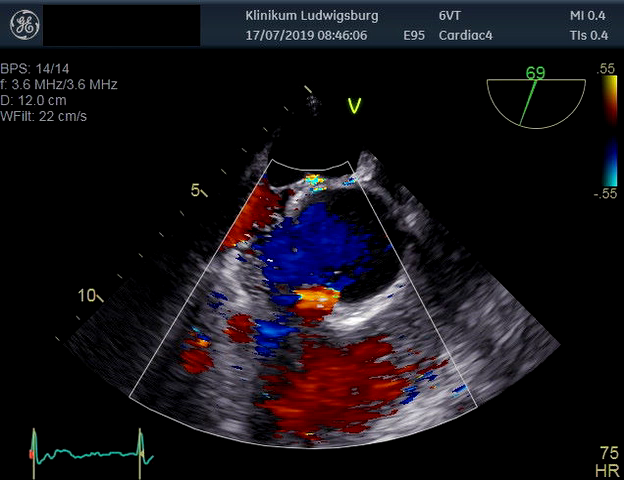 GE
Klinikum Ludwigsburg 6VT MI 0.4
17/07/2019 08:46:06 E95 Cardiac4 TIs 0.4
BPS: 14/14
f: 3.6 MHz/3.6 MHz
D: 12.0 cm
WFilt: 22 cm/s
V
69
.55
-.55
5
10
75
HR